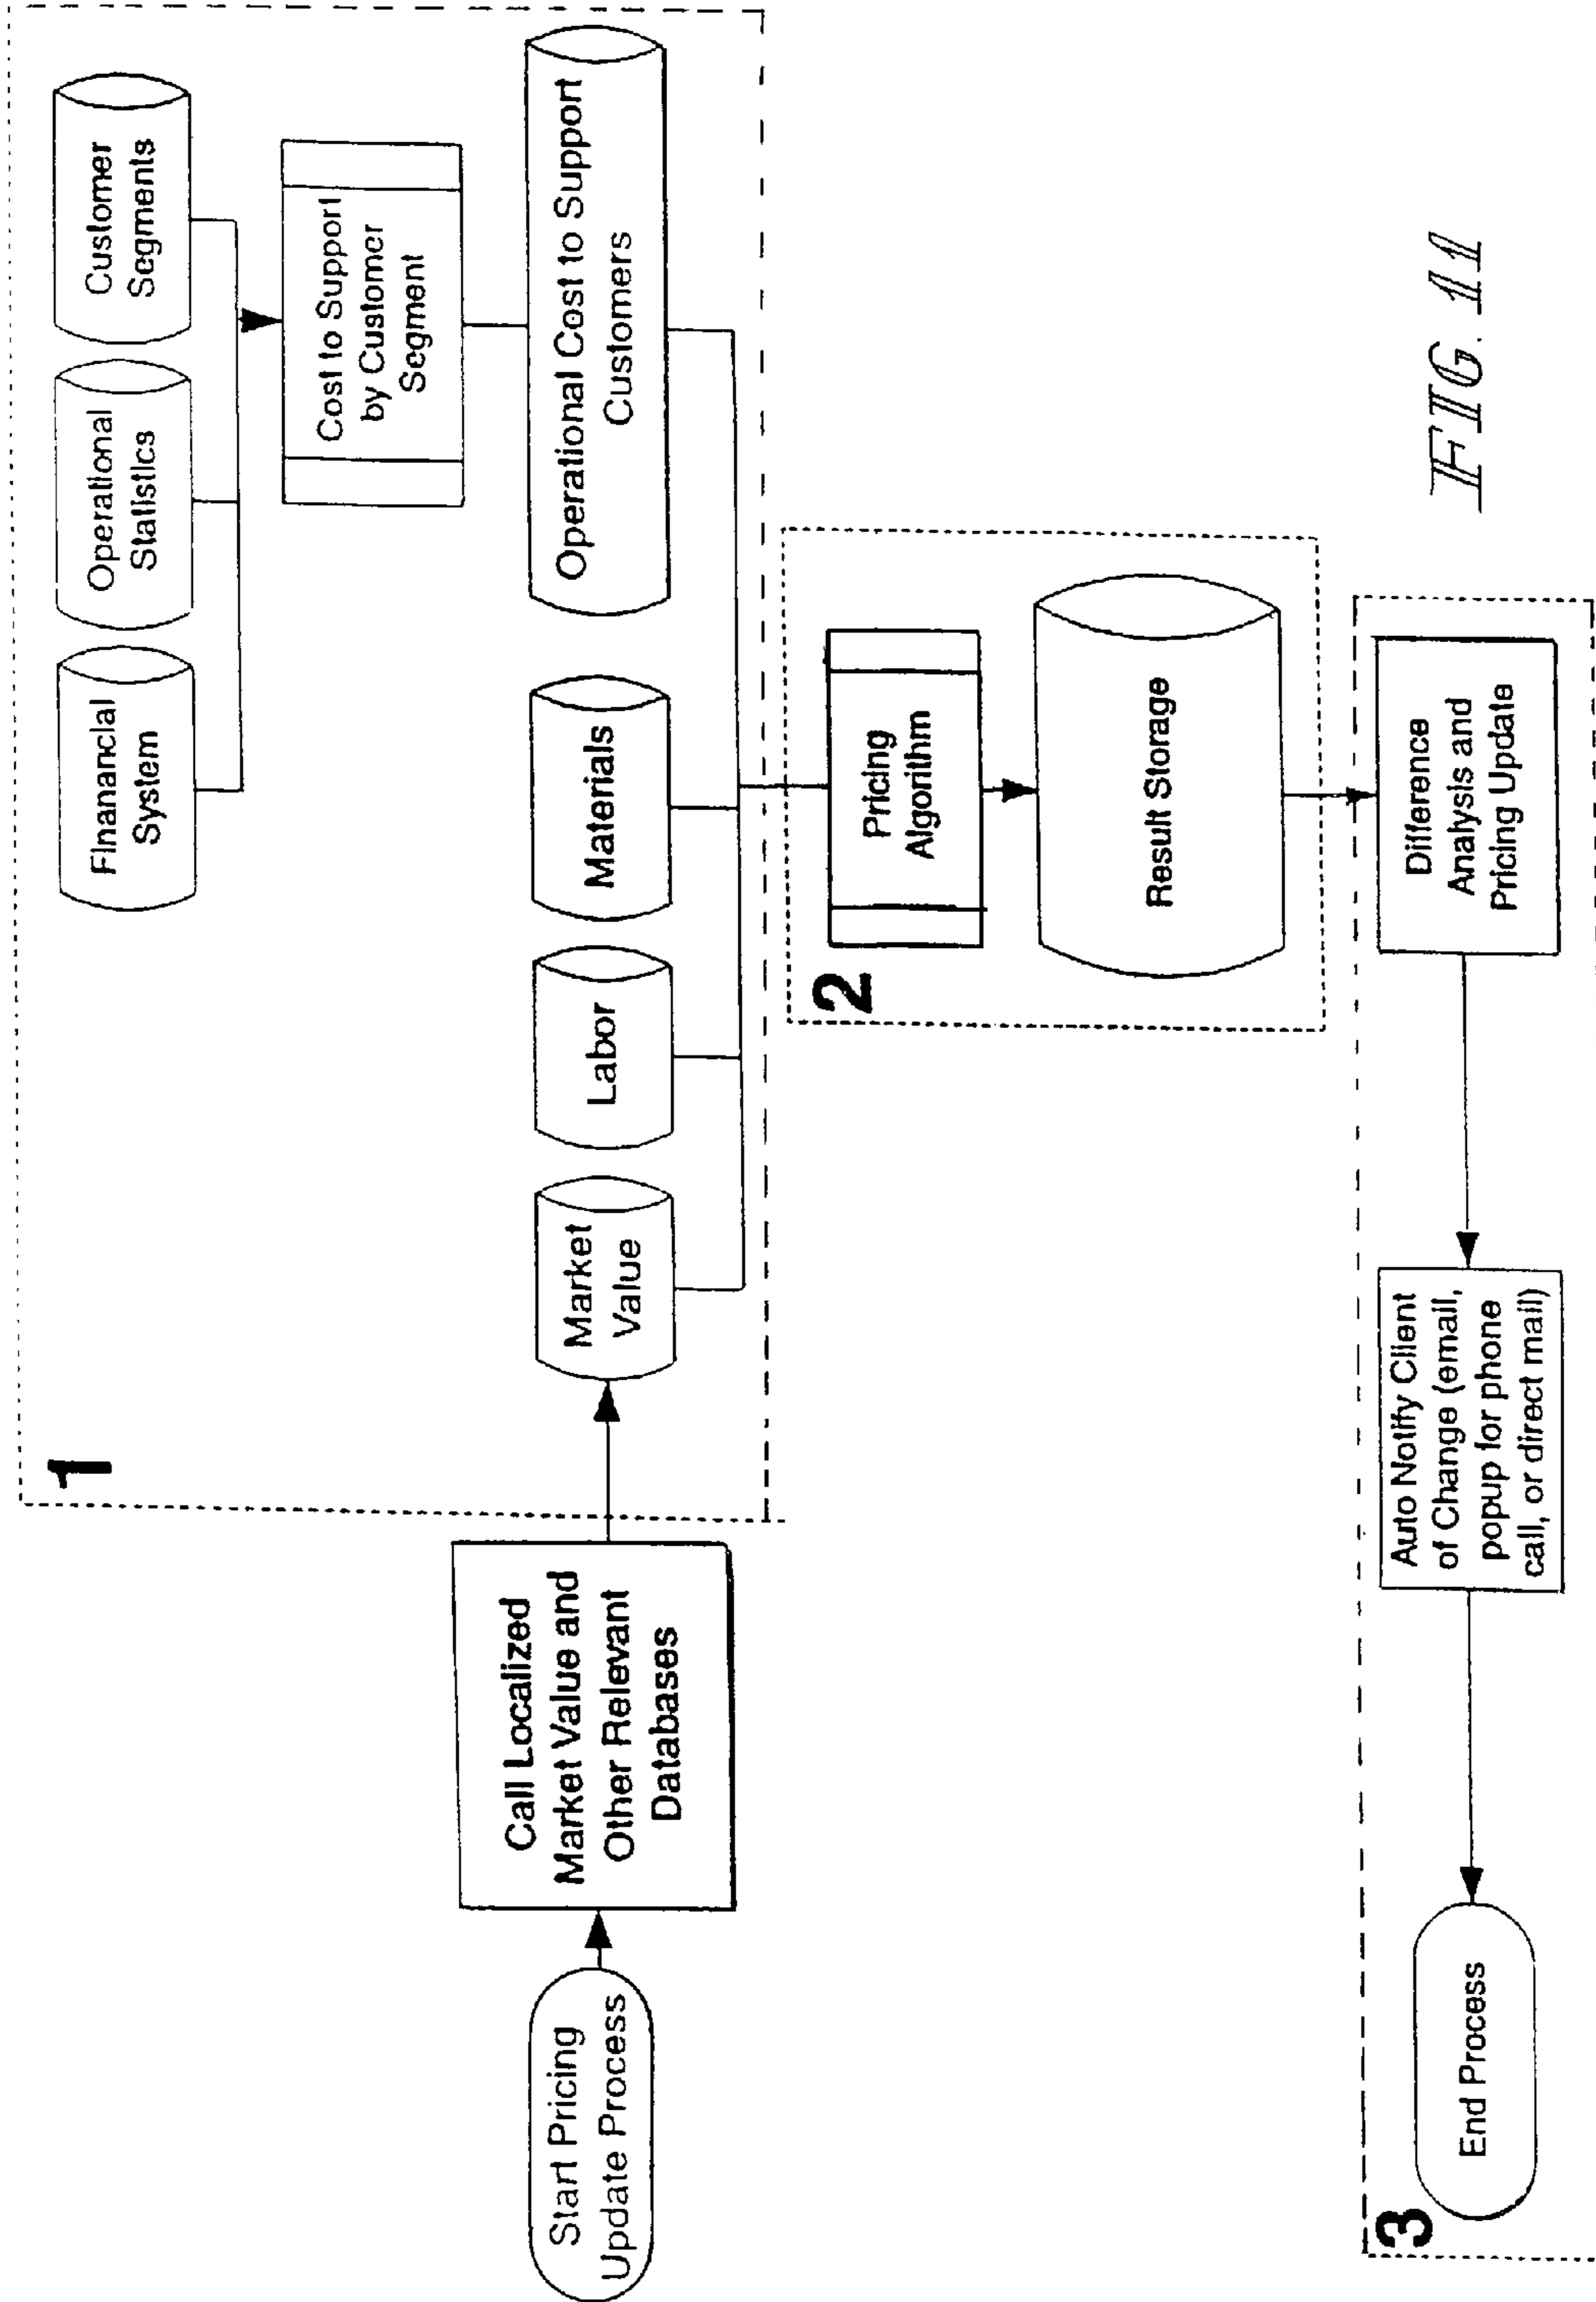 1
Finanancial
System
Operational
Statistics
Customer
Segments
Cost to Support
by Customer
Segment
Start Pricing
Update Process
Call Localized
Market Value and
Other Relevant
Databases
Market
Value
Labor
Materials
Operational Cost to Support
Customers
2
Pricing
Algorithm
Result Storage
3
End Process
Auto Notify Client
of Change (email,
popup for phone
call, or direct mail)
Difference
Analysis and
Pricing Update
FIG. 11